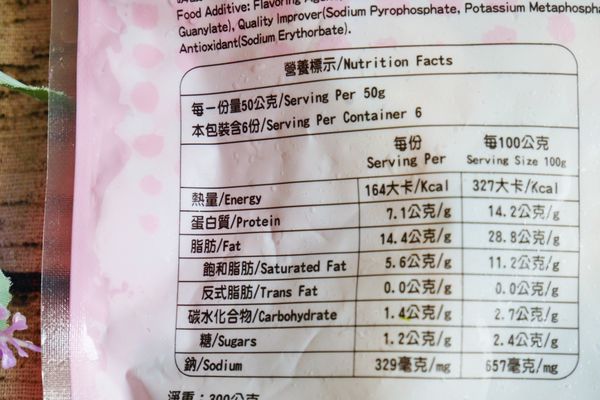 Food Additive: Flavoring
Guanylate), Quality Improver(Sodium Pyrophosphate, Potassium Metaphospha
Antioxidant(Sodium Erythorbate).
營養標示/Nutrition Facts
每一份量50公克/Serving Per 50g
本包裝含6份/Serving Per Container 6
每份 每100公克
Serving Per Serving Size 100g
熱量/Energy 164大卡/Kcal 327大卡/Kcal
蛋白質/Protein 7.1公克/g 14.2公克/g
脂肪/Fat 14.4公克/g 28.8公克/g
飽和脂肪/Saturated Fat 5.6公克/g 11.2公克/g
反式脂肪/Trans Fat 0.0公克/g 0.0公克/g
碳水化合物/Carbohydrate 1.4公克/g 2.7公克/g
糖/Sugars 1.2公克/g 2.4公克/g
鈉/Sodium 329毫克/mg 657毫克/mg
淨重:300公克